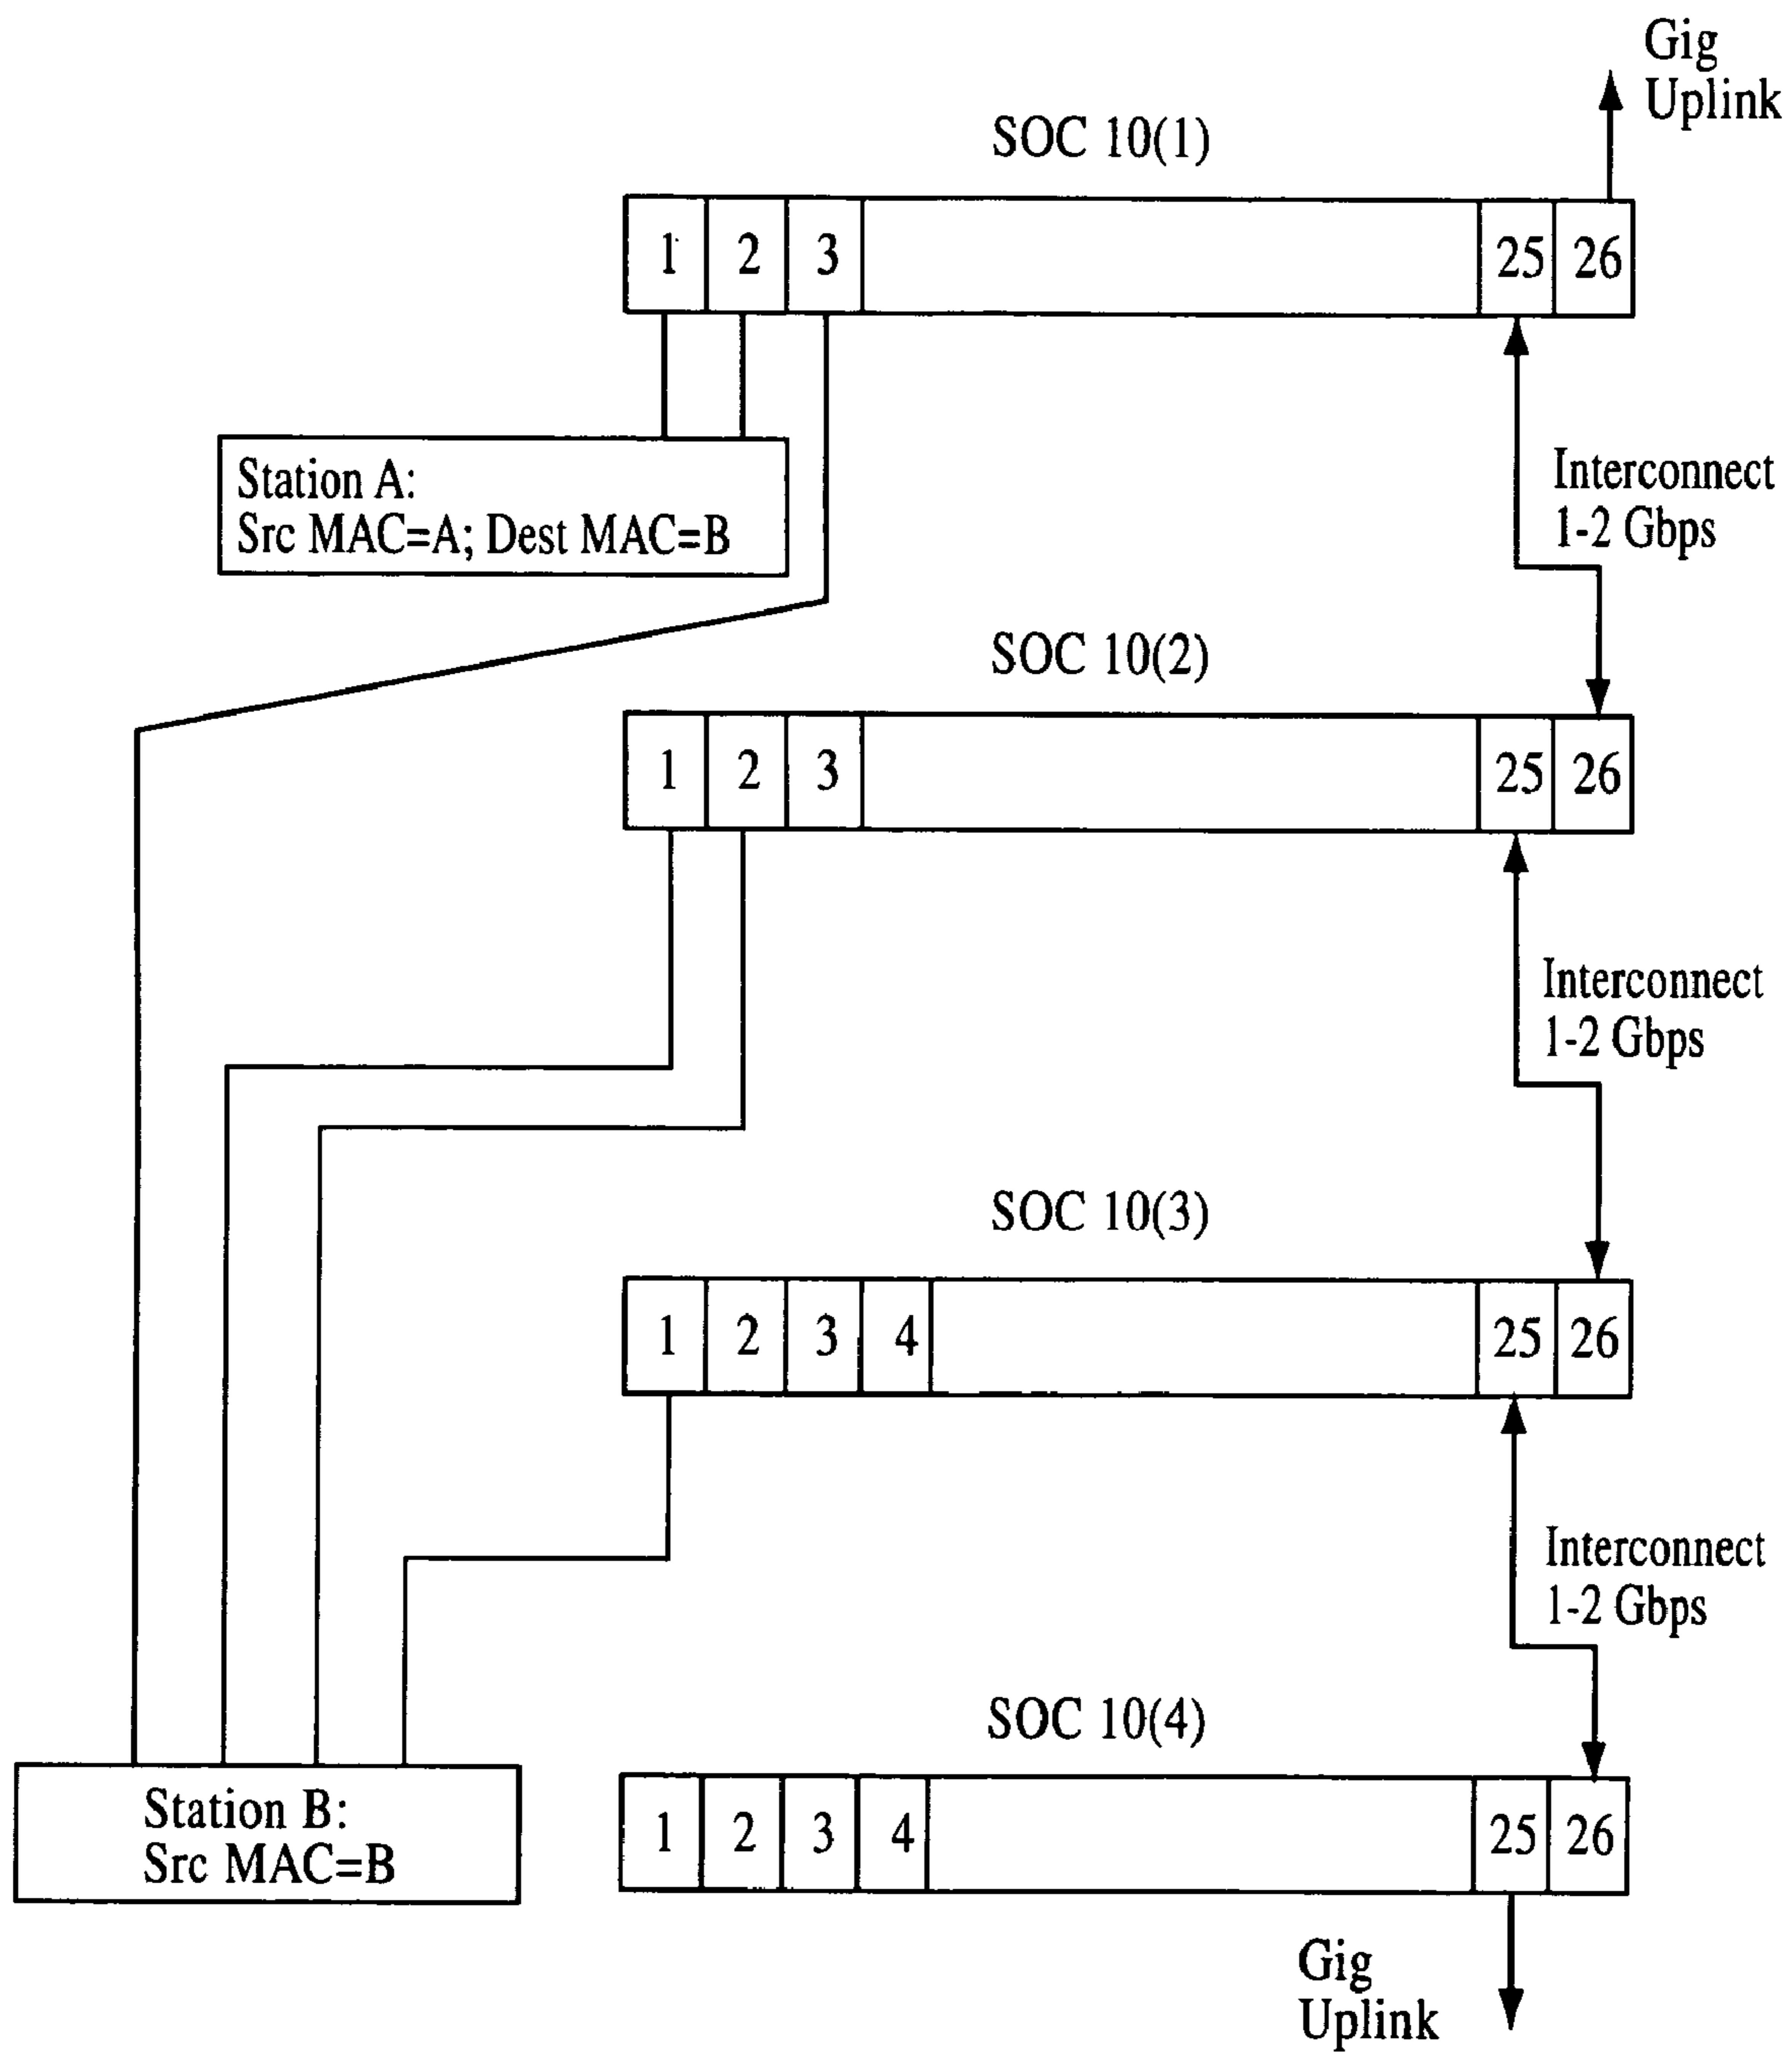 Gig
Uplink
SOC 10(1)
1 2 3 25 26
Station A:
Src MAC=A; Dest MAC=B
Interconnect
1-2 Gbps
SOC 10(2)
1 2 3 25 26
Interconnect
1-2 Gbps
SOC 10(3)
1 2 3 4 25 26
Interconnect
1-2 Gbps
SOC 10(4)
Station B:
Src MAC=B
1 2 3 4 25 26
Gig
Uplink